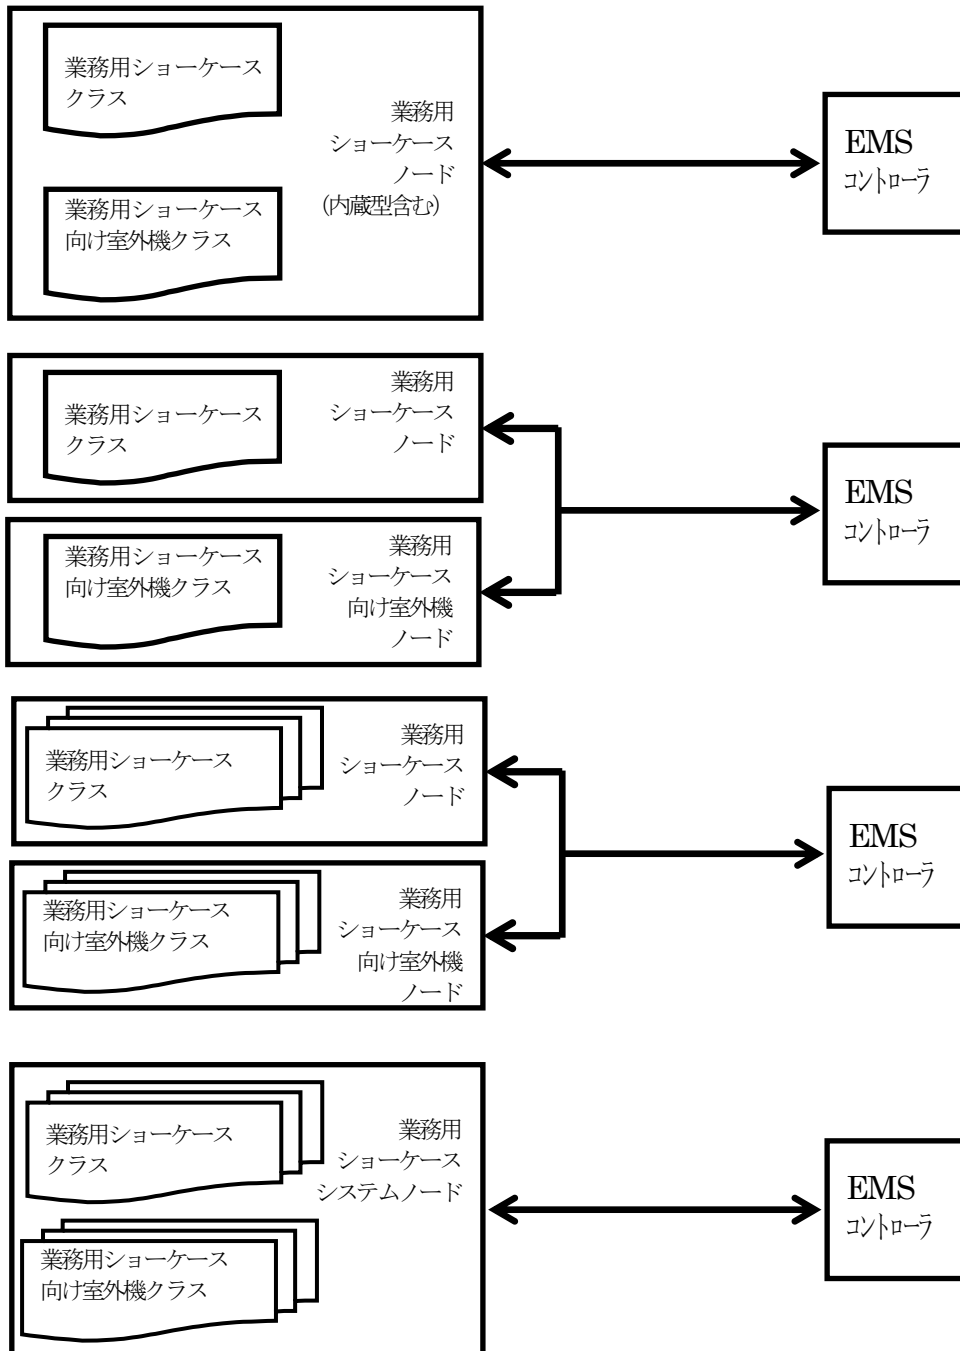 業務用ショーケース
クラス
業務用
ショーケース
ノード
(内蔵型含む)
業務用ショーケース
向け室外機クラス
EMS
コントローラ
業務用ショーケース
クラス
業務用
ショーケース
ノード
業務用ショーケース
向け室外機クラス
業務用
ショーケース
向け室外機
ノード
EMS
コントローラ
業務用ショーケース
クラス
業務用
ショーケース
ノード
業務用ショーケース
向け室外機クラス
業務用
ショーケース
向け室外機
ノード
EMS
コントローラ
業務用ショーケース
クラス
業務用
ショーケース
システムノード
業務用ショーケース
向け室外機クラス
EMS
コントローラ